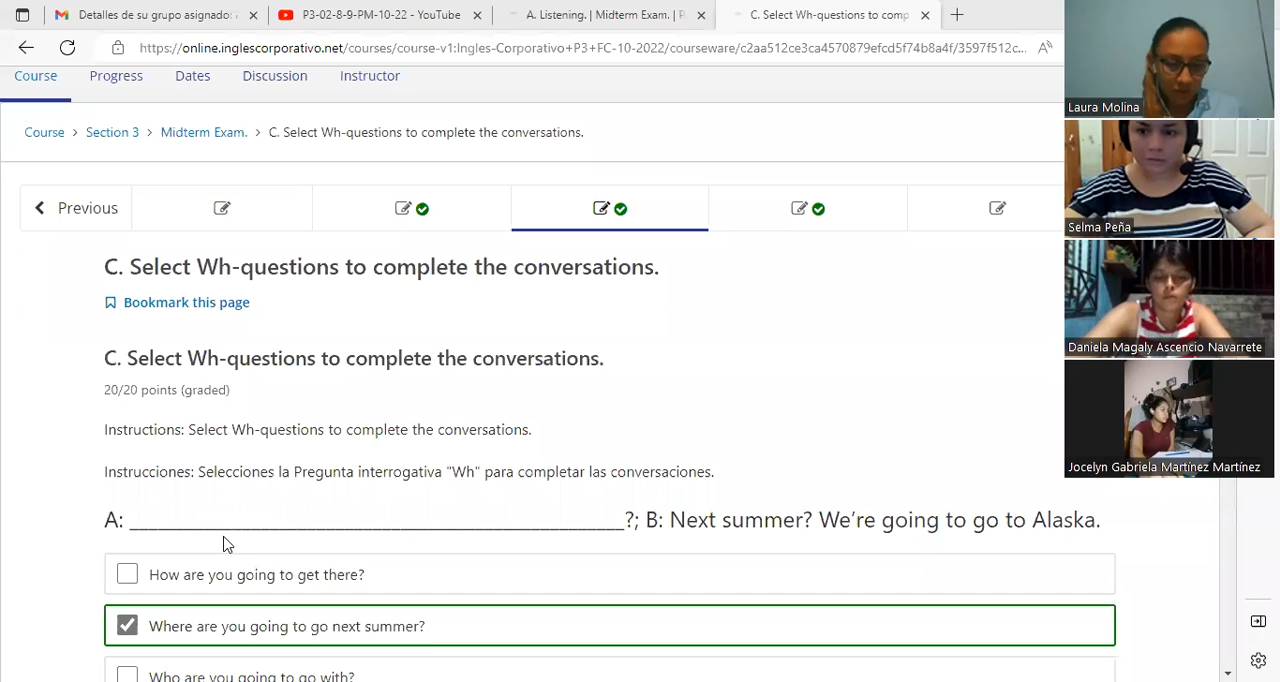 Detalles de su grupo asignado:
P3-02-8-9-PM-10-22 - YouTube
A. Listening. | Midterm Exam. | P
C. Select Wh-questions to comp
https://online.inglescorporativo.net/courses/course-v1:Ingles-Corporativo+P3+FC-10-2022/courseware/c2aa512ce3ca4570879efcd5f74b8a4f/3597f512c...
Course
Progress
Dates
Discussion
Instructor
Course > Section 3 > Midterm Exam. > C. Select Wh-questions to complete the conversations.
Previous
C. Select Wh-questions to complete the conversations.
Bookmark this page
C. Select Wh-questions to complete the conversations.
20/20 points (graded)
Instructions: Select Wh-questions to complete the conversations.
Instrucciones: Selecciones la Pregunta interrogativa "Wh" para completar las conversaciones.
A: ______________________________________________?; B: Next summer? We're going to go to Alaska.
How are you going to get there?
Where are you going to go next summer?
Who are you going to go with?
Laura Molina
Selma Peña
Daniela Magaly Ascencio Navarrete
Jocelyn Gabriela Martínez Martínez